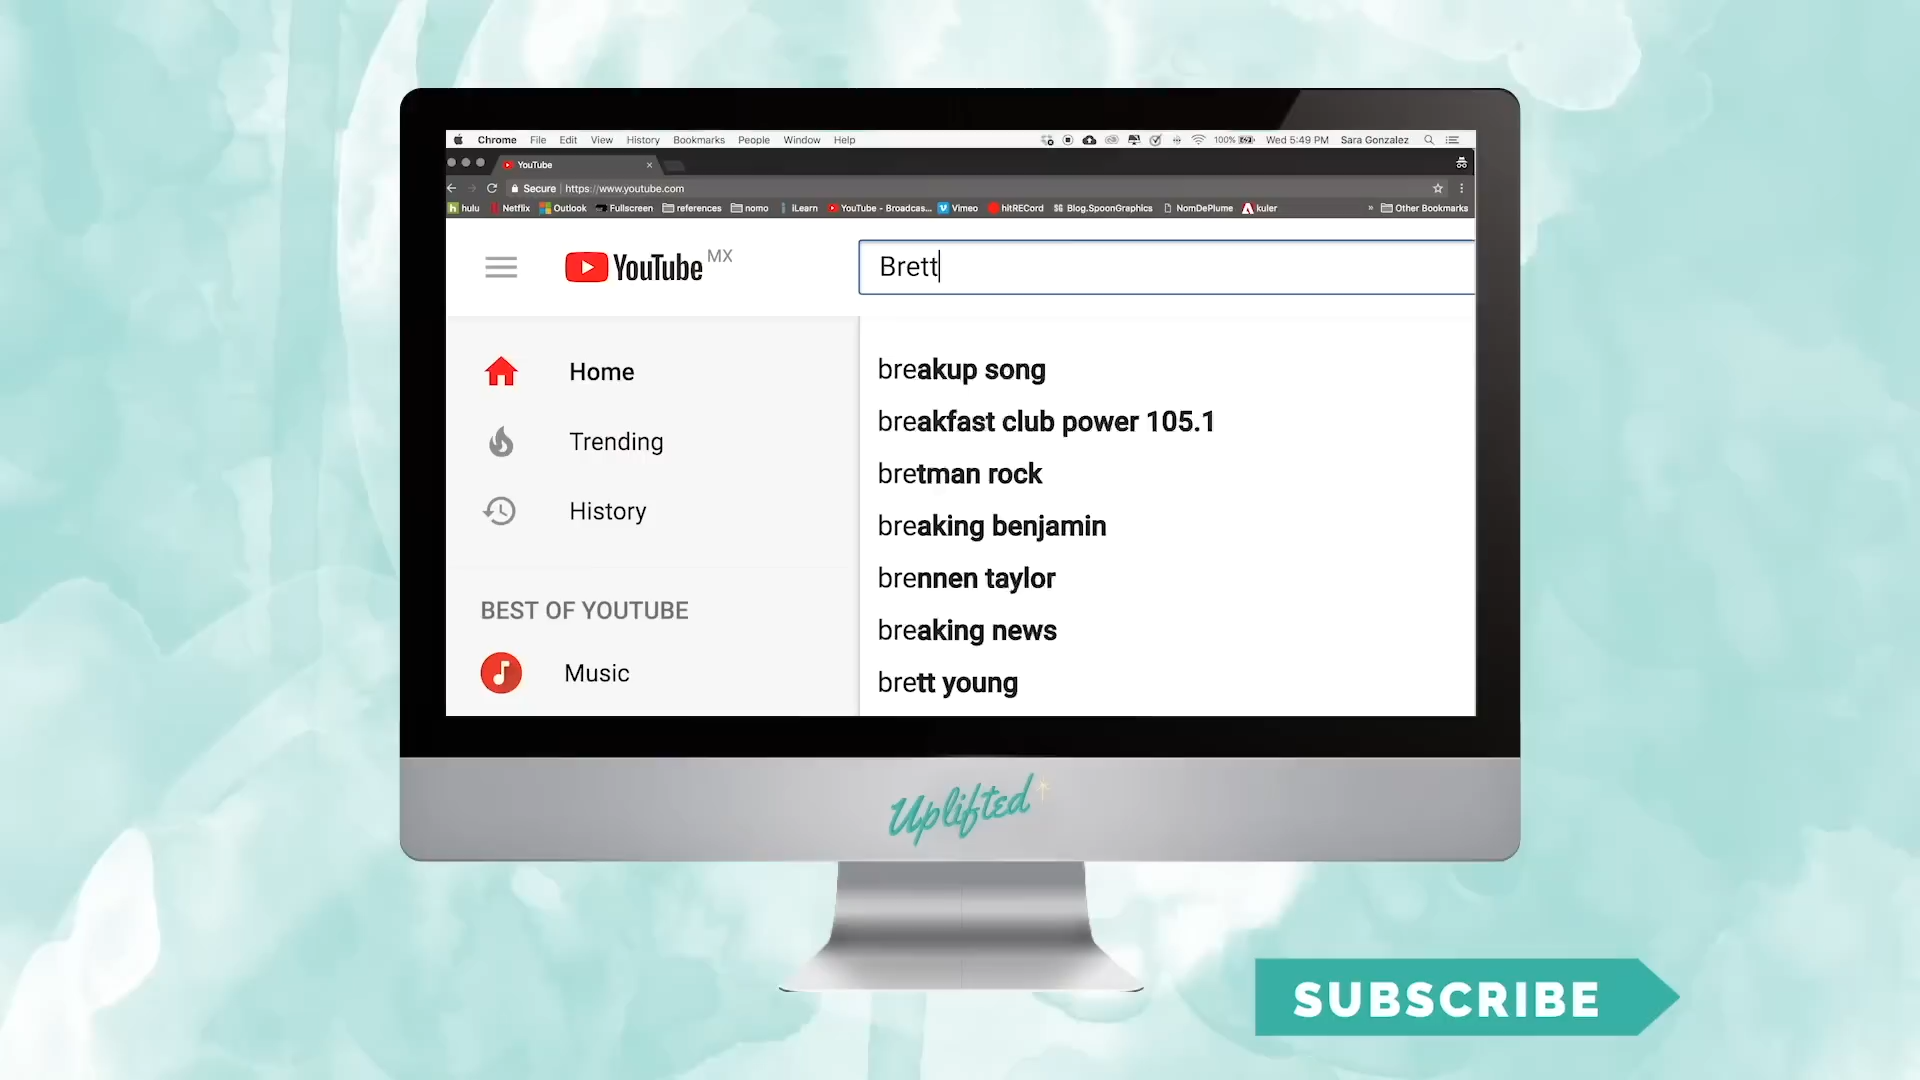 Chrome File Edit View History Bookmarks People Window Help 100% Wed 5:49 PM Sara Gonzalez
YouTube
Secure https://www.youtube.com
hulu Netflix Outlook Fullscreen references nomo iLearn YouTube - Broadcas... Vimeo hitRECord Blog.SpoonGraphics NomDePlume kuler » Other Bookmarks
YouTube MX
Brett
Home
Trending
History
BEST OF YOUTUBE
Music
breakup song
breakfast club power 105.1
bretman rock
breaking benjamin
brennen taylor
breaking news
brett young
Uplifted
SUBSCRIBE